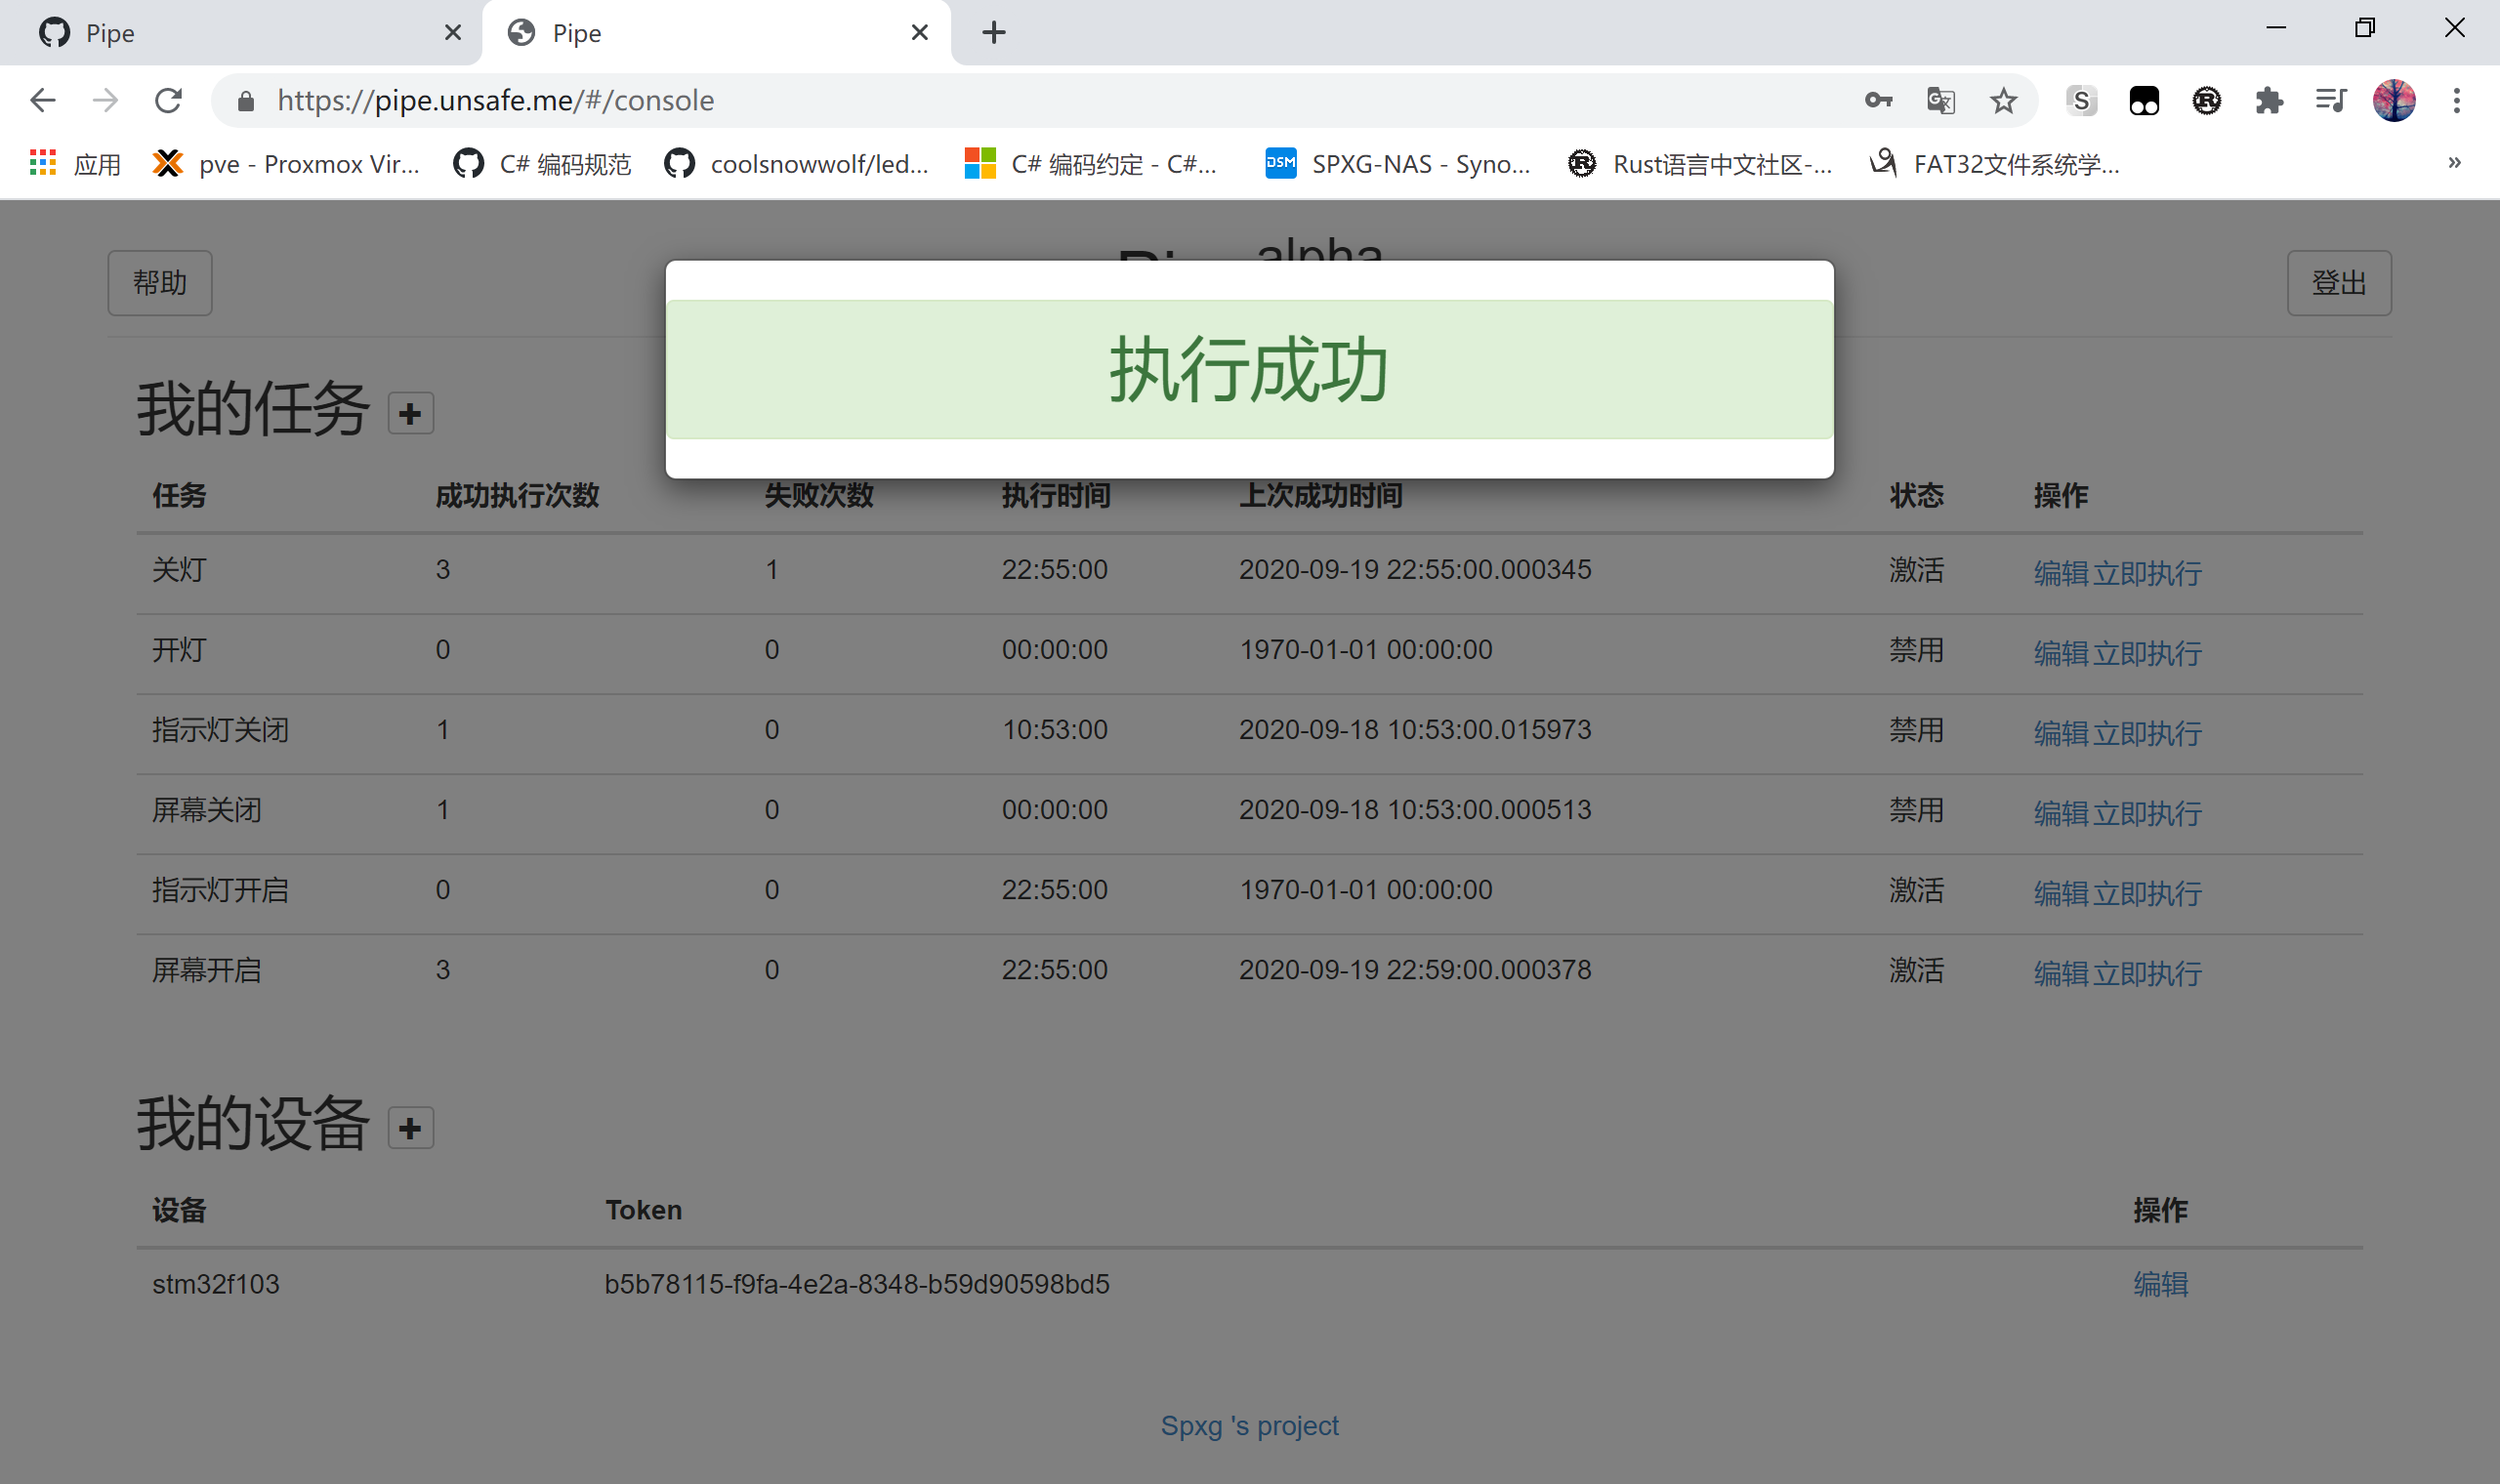 Pipe
Pipe
https://pipe.unsafe.me/#/console
应用
pve - Proxmox Vir...
C# 编码规范
coolsnowwolf/led...
C# 编码约定 - C#...
DSM
SPXG-NAS - Syno...
Rust语言中文社区-...
FAT32文件系统学...
»
帮助
alpha
登出
执行成功
我的任务
任务 成功执行次数 失败次数 执行时间 上次成功时间 状态 操作
关灯 3 1 22:55:00 2020-09-19 22:55:00.000345 激活 编辑 立即执行
开灯 0 0 00:00:00 1970-01-01 00:00:00 禁用 编辑 立即执行
指示灯关闭 1 0 10:53:00 2020-09-18 10:53:00.015973 禁用 编辑 立即执行
屏幕关闭 1 0 00:00:00 2020-09-18 10:53:00.000513 禁用 编辑 立即执行
指示灯开启 0 0 22:55:00 1970-01-01 00:00:00 激活 编辑 立即执行
屏幕开启 3 0 22:55:00 2020-09-19 22:59:00.000378 激活 编辑 立即执行
我的设备
设备 Token 操作
stm32f103 b5b78115-f9fa-4e2a-8348-b59d90598bd5 编辑
Spxg 's project